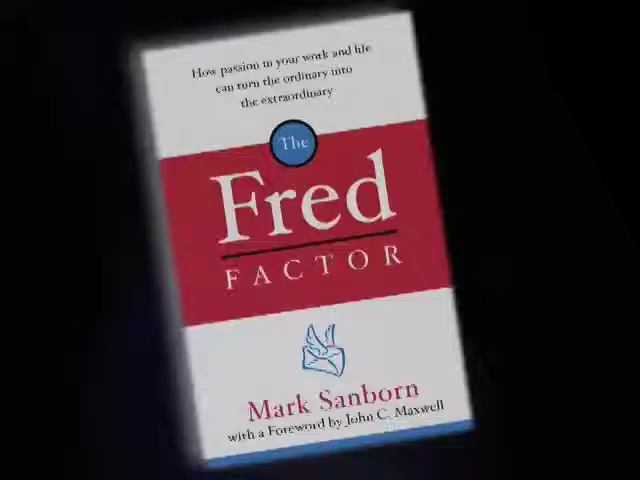 How passion in your work and life
can turn the ordinary into
the extraordinary
The
Fred
FACTOR
Mark Sanborn
with a Foreword by John C. Maxwell